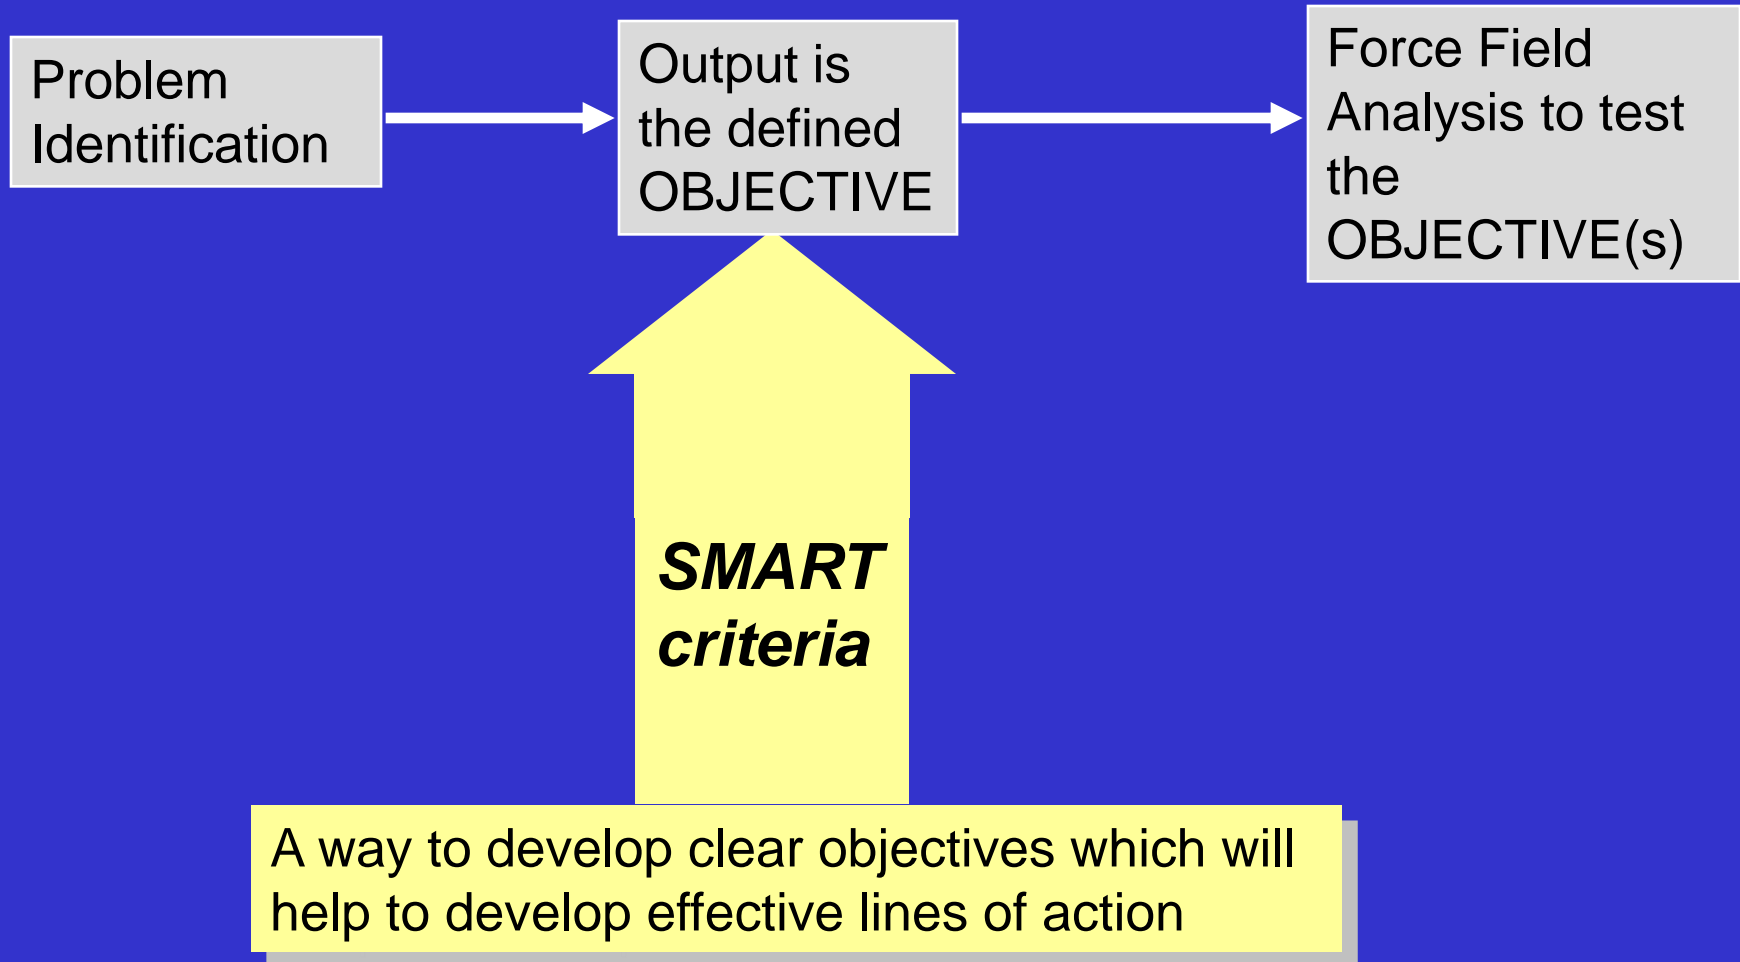 Problem
Identification
Output is
the defined
OBJECTIVE
Force Field
Analysis to test
the
OBJECTIVE(s)
SMART
criteria
A way to develop clear objectives which will
help to develop effective lines of action